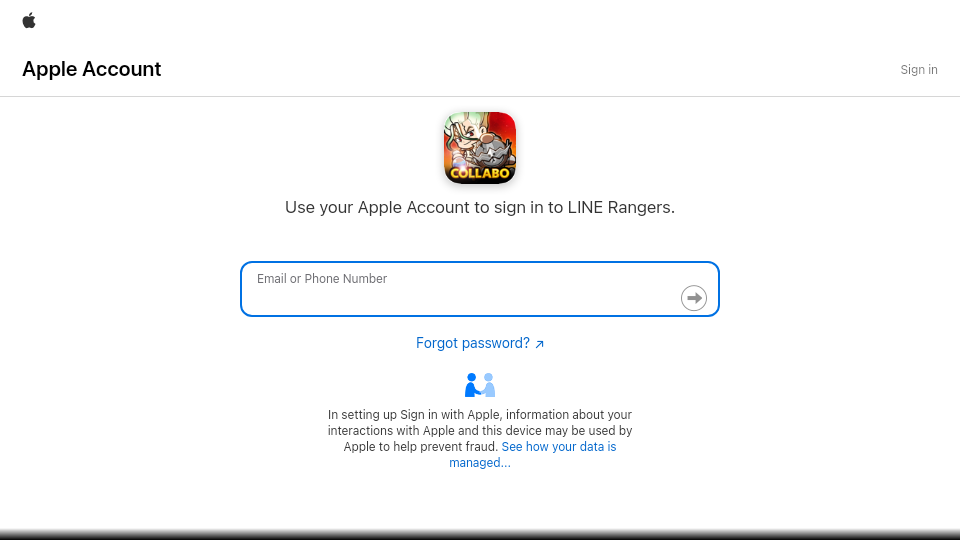 Apple Account
Sign in
COLLABO
Use your Apple Account to sign in to LINE Rangers.
Email or Phone Number
Forgot password? ↗
In setting up Sign in with Apple, information about your
interactions with Apple and this device may be used by
Apple to help prevent fraud. See how your data is
managed...